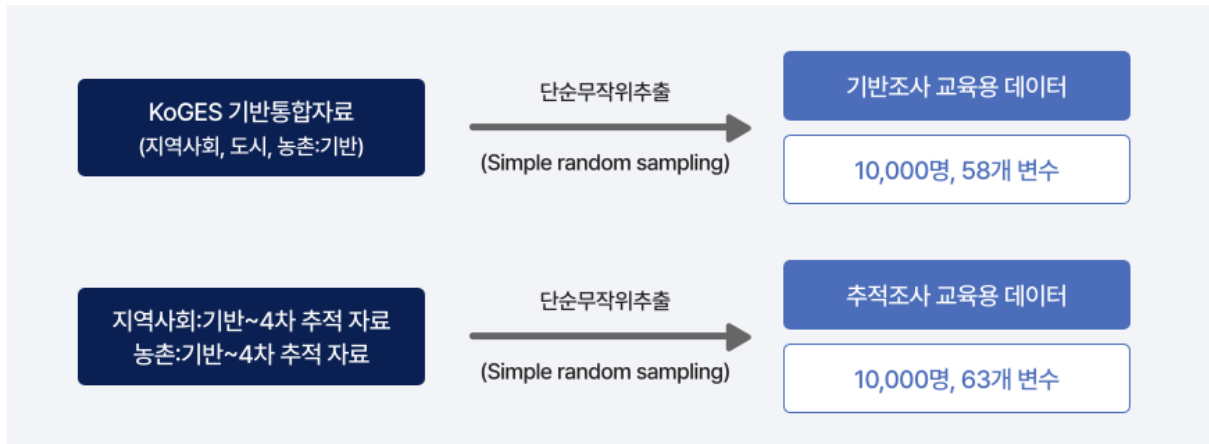 KoGES 기반통합자료
(지역사회, 도시, 농촌:기반)
단순무작위추출
(Simple random sampling)
기반조사 교육용 데이터
10,000명, 58개 변수
지역사회:기반~4차 추적 자료
농촌:기반~4차 추적 자료
단순무작위추출
(Simple random sampling)
추적조사 교육용 데이터
10,000명, 63개 변수